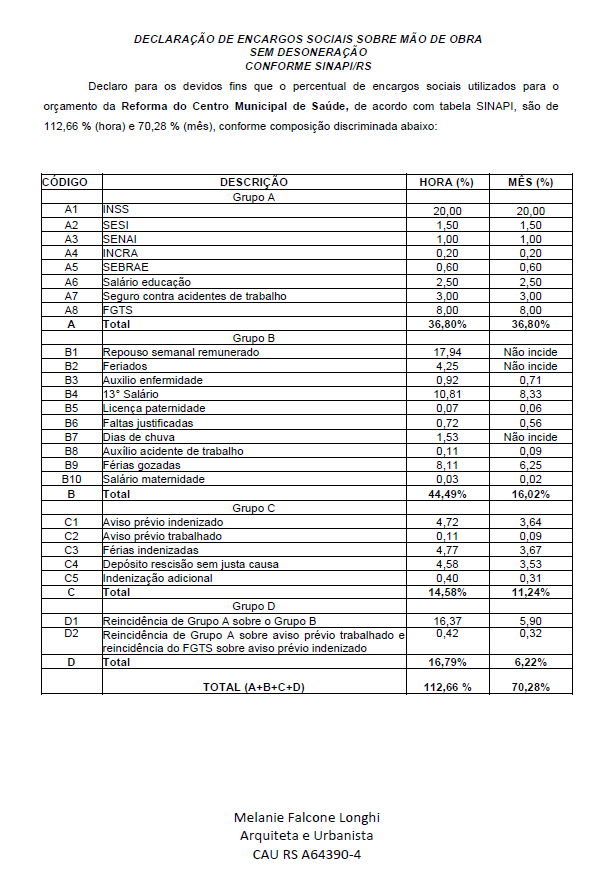 DECLARAÇÃO DE ENCARGOS SOCIAIS SOBRE MÃO DE OBRA
SEM DESONERAÇÃO
CONFORME SINAPI/RS
Declaro para os devidos fins que o percentual de encargos sociais utilizados para o
orçamento da Reforma do Centro Municipal de Saúde, de acordo com tabela SINAPI, são de
112,66 % (hora) e 70,28 % (mês), conforme composição discriminada abaixo:
CÓDIGO DESCRIÇÃO HORA (%) MÊS (%)
Grupo A
A1 INSS 20,00 20,00
A2 SESI 1,50 1,50
A3 SENAI 1,00 1,00
A4 INCRA 0,20 0,20
A5 SEBRAE 0,60 0,60
A6 Salário educação 2,50 2,50
A7 Seguro contra acidentes de trabalho 3,00 3,00
A8 FGTS 8,00 8,00
A Total 36,80% 36,80%
Grupo B
B1 Repouso semanal remunerado 17,94 Não incide
B2 Feriados 4,25 Não incide
B3 Auxilio enfermidade 0,92 0,71
B4 13° Salário 10,81 8,33
B5 Licença paternidade 0,07 0,06
B6 Faltas justificadas 0,72 0,56
B7 Dias de chuva 1,53 Não incide
B8 Auxílio acidente de trabalho 0,11 0,09
B9 Férias gozadas 8,11 6,25
B10 Salário maternidade 0,03 0,02
B Total 44,49% 16,02%
Grupo C
C1 Aviso prévio indenizado 4,72 3,64
C2 Aviso prévio trabalhado 0,11 0,09
C3 Férias indenizadas 4,77 3,67
C4 Depósito rescisão sem justa causa 4,58 3,53
C5 Indenização adicional 0,40 0,31
C Total 14,58% 11,24%
Grupo D
D1 Reincidência de Grupo A sobre o Grupo B 16,37 5,90
D2 Reincidência de Grupo A sobre aviso prévio trabalhado e 0,42 0,32
reincidência do FGTS sobre aviso prévio indenizado
D Total 16,79% 6,22%
TOTAL (A+B+C+D) 112,66 % 70,28%
Melanie Falcone Longhi
Arquiteta e Urbanista
CAU RS A64390-4